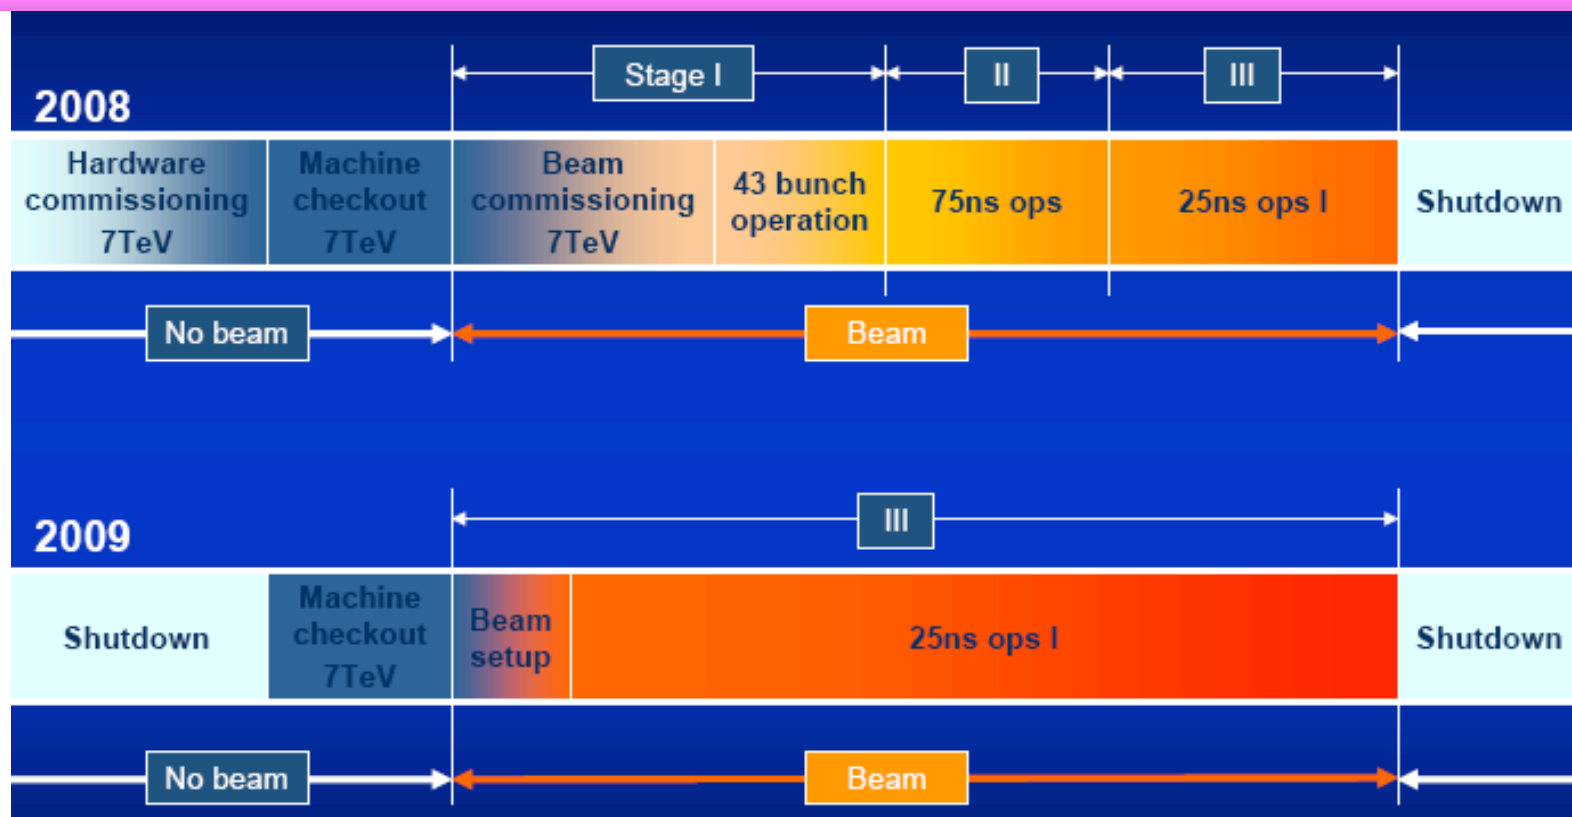 Stage I
II
III
2008
Hardware
commissioning
7TeV
Machine
checkout
7TeV
Beam
commissioning
7TeV
43 bunch
operation
75ns ops
25ns ops I
Shutdown
No beam
Beam
III
2009
Shutdown
Machine
checkout
7TeV
Beam
setup
25ns ops I
Shutdown
No beam
Beam